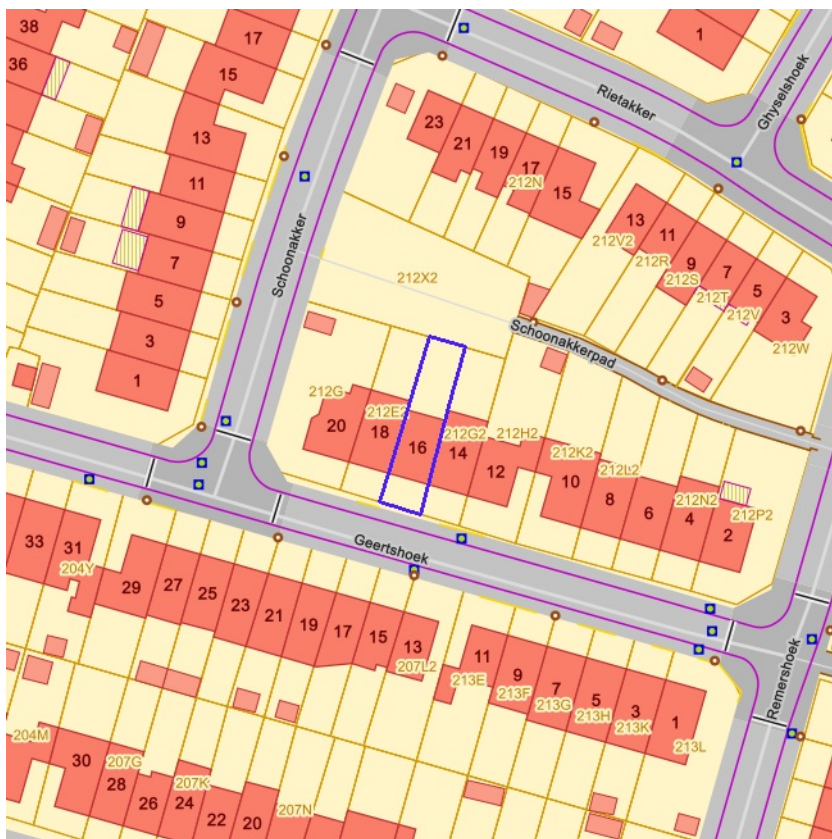 38
17
1
36
15
Rietakker
Ghyselshoek
13
23
21
19
17
15
212N
11
9
7
5
3
1
Schoonakker
13
11
9
7
5
3
212V2
212R
212S
212T
212V
212W
212X2
Schoonakkerpad
212G
20
212E2
18
16
212G2
14
212H2
12
212K2
10
212L2
8
6
212N2
4
212P2
2
Geertshoek
33
31
204Y
29
27
25
23
21
19
17
15
13
207L2
11
213E
9
213F
7
213G
5
213H
3
213K
1
213L
Remershoek
204M
30
207G
28
26
207K
24
22
20
207N